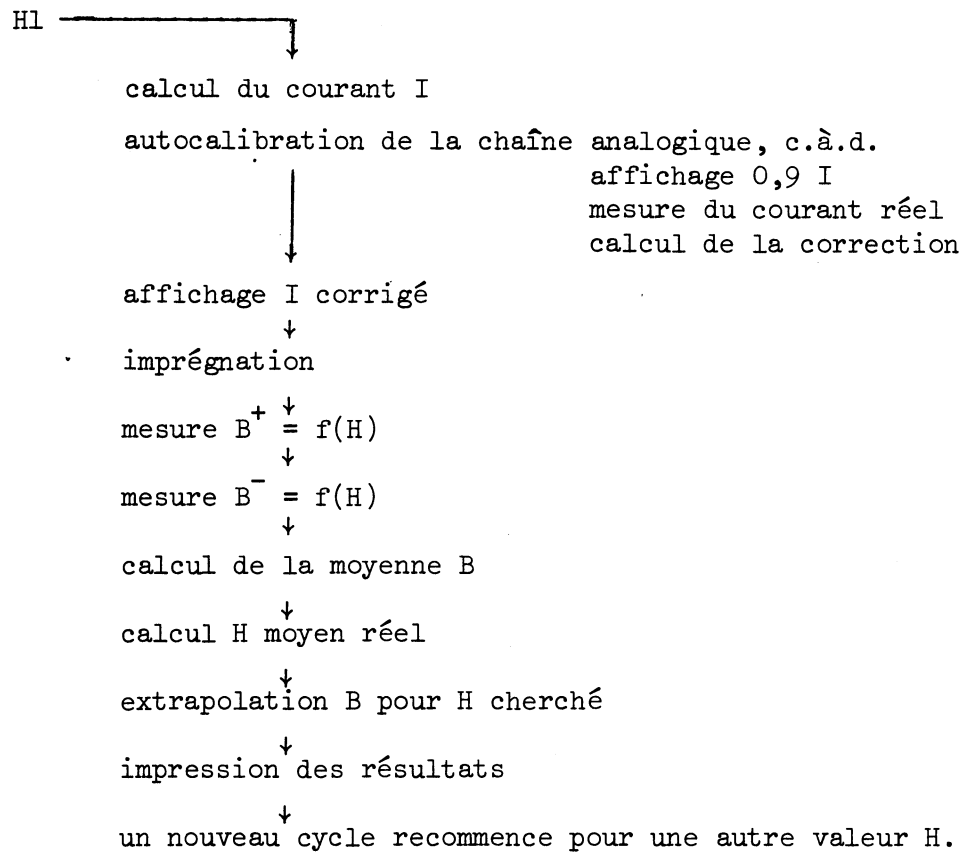 H1
calcul du courant I
autocalibration de la chaîne analogique, c.à.d.
affichage 0,9 I
mesure du courant réel
calcul de la correction
affichage I corrigé
imprégnation
mesure B⁺ = f(H)
mesure B⁻ = f(H)
calcul de la moyenne B
calcul H moyen réel
extrapolation B pour H cherché
impression des résultats
un nouveau cycle recommence pour une autre valeur H.